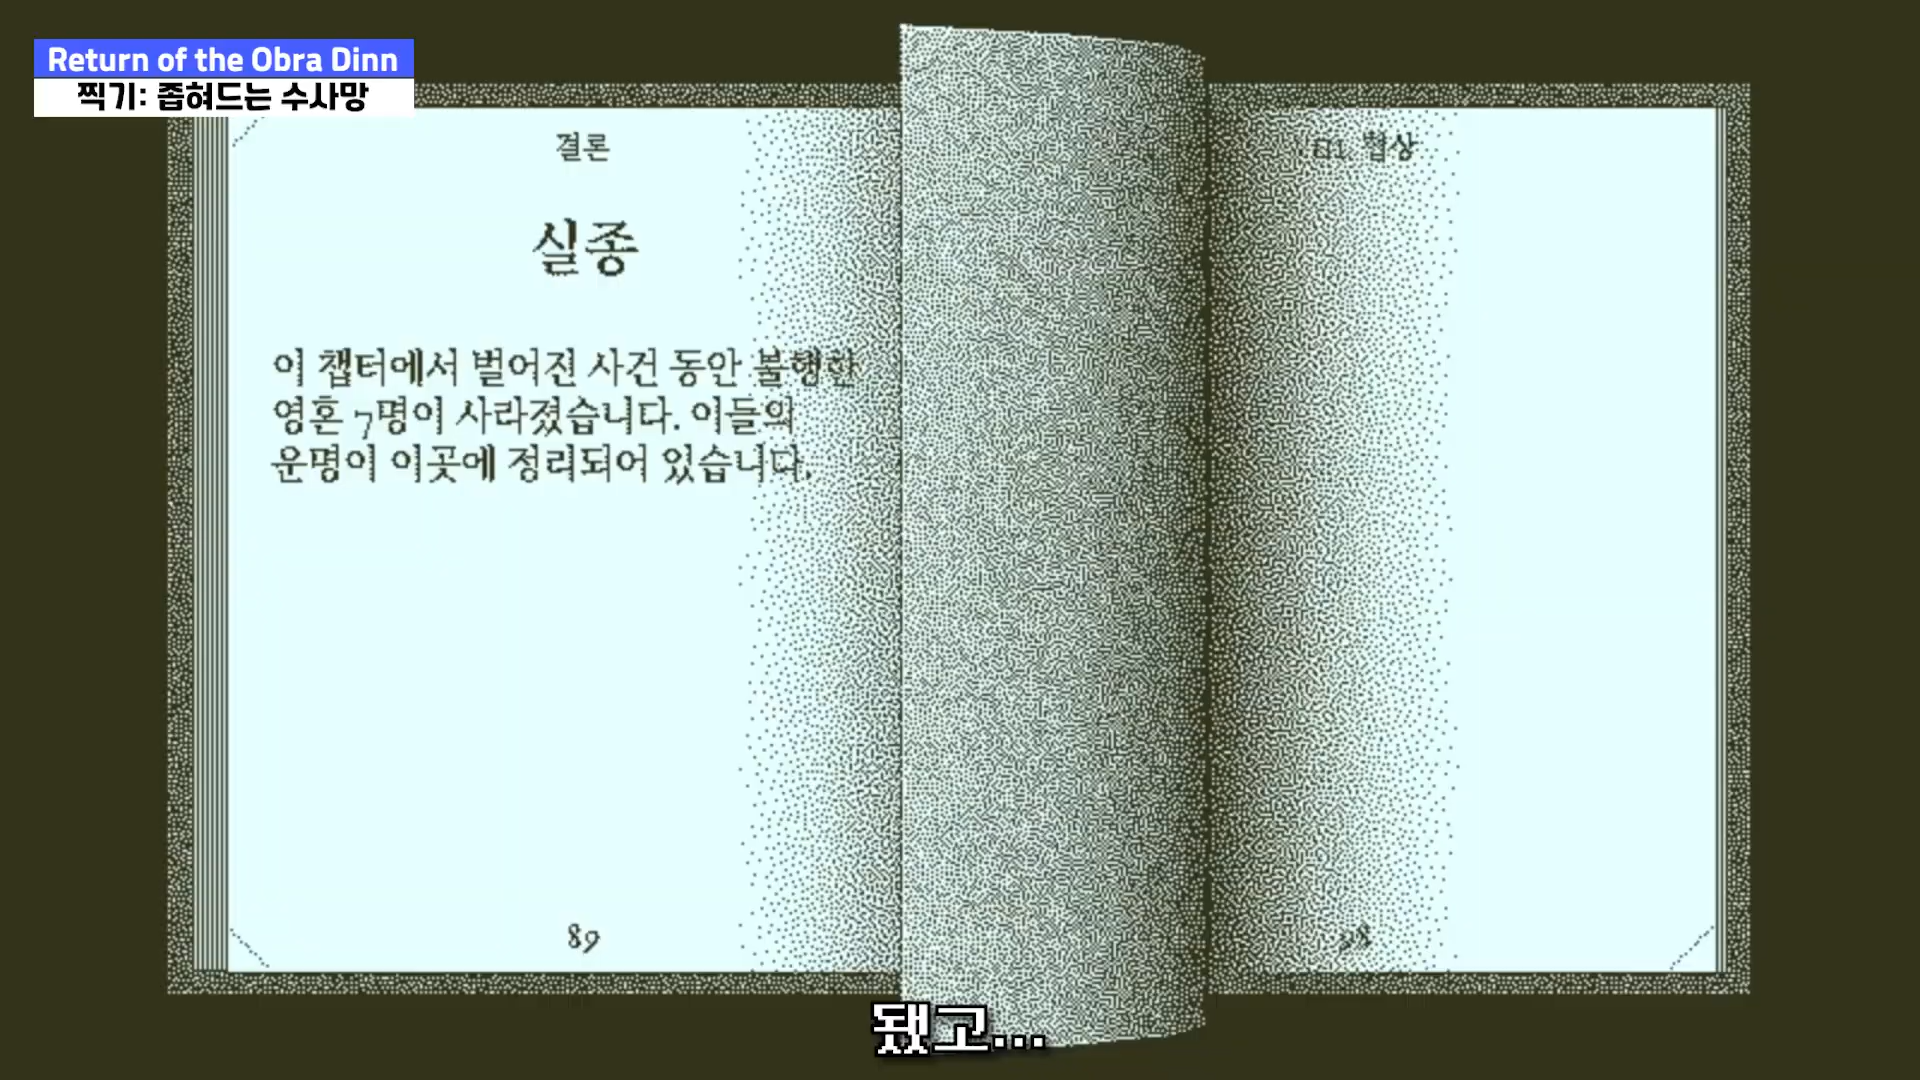 Return of the Obra Dinn
찍기: 좁혀드는 수사망
결론
실종
이 챕터에서 벌어진 사건 동안 불행한
영혼 7명이 사라졌습니다. 이들의
운명이 이곳에 정리되어 있습니다.
89
협상
98
됐고...